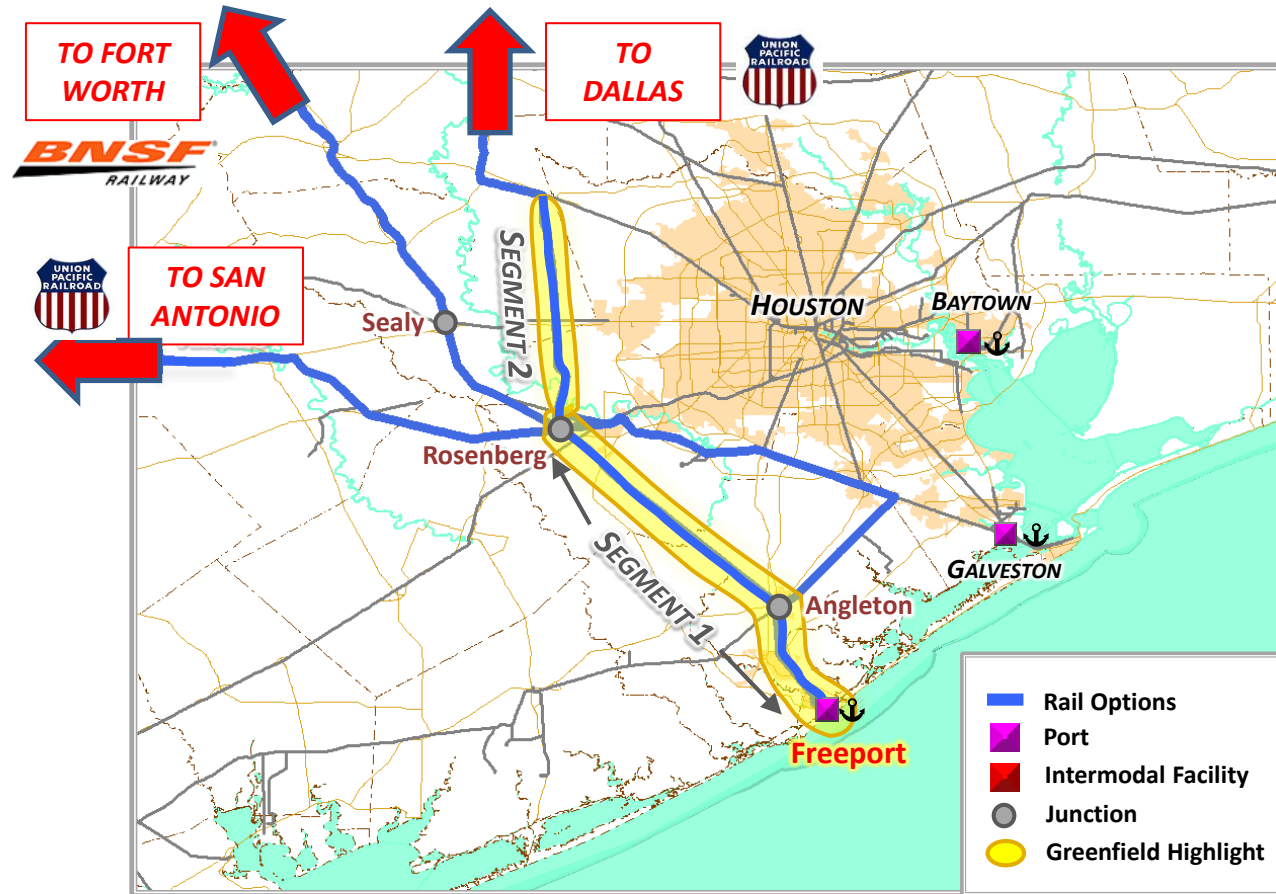 TO FORT
WORTH
BNSF
RAILWAY
TO
DALLAS
UNION
PACIFIC
RAILROAD
UNION
PACIFIC
RAILROAD
TO SAN
ANTONIO
SEGMENT 2
Sealy
HOUSTON
BAYTOWN
Rosenberg
SEGMENT 1
GALVESTON
Angleton
Freeport
Rail Options
Port
Intermodal Facility
Junction
Greenfield Highlight